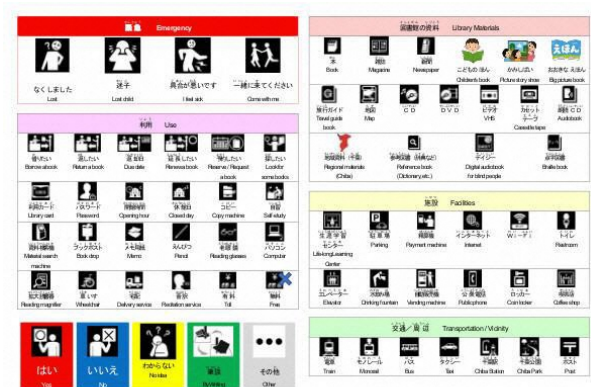 緊急 Emergency
なくしました
Lost
迷子
Lost child
具合が悪いです
I feel sick
一緒に来てください
Come with me
利用 Use
借りたい
Borrow a book
返したい
Return a book
返却日
Due date
延長したい
Renew a book
予約したい
Reserve / Request a book
探したい
Look for some books
利用カード
Library card
パスワード
Password
開館時間
Opening hour
休館日
Closed day
コピー
Copy machine
自習
Self study
資料検索機
Material search machine
ブックポスト
Book drop
メモ用紙
Memo
えんぴつ
Pencil
老眼鏡
Reading glasses
パソコン
Computer
拡大読書器
Reading magnifier
車いす
Wheelchair
宅配
Delivery service
音訳
Recitation service
有料
Toll
無料
Free
はい
Yes
いいえ
No
わからない
No idea
筆談
By Writing
その他
Other
図書館の資料 Library Materials
本
Book
雑誌
Magazine
新聞
Newspaper
こどもの ほん
Children's book
かみしばい
Picture story show
おおきな えほん
えほん
Big picture book
旅行ガイド
Travel guide book
地図
Map
CD
DVD
ビデオ
VHS
カセットテープ
Cassette tape
朗読CD
Audiobook
地域資料 (千葉)
Regional materials (Chiba)
参考図書 (辞典など)
Reference book (Dictionary, etc.)
デイジー
Digital audiobook for blind people
点字図書
Braille book
施設 Facilities
生涯学習センター
Life-long Learning Center
駐車場
Parking
精算機
Payment machine
インターネット
Internet
Wi-Fi
トイレ
Restroom
エレベーター
Elevator
水飲み場
Drinking fountain
自動販売機
Vending machine
公衆電話
Public phone
ロッカー
Coin locker
喫茶店
Coffee shop
交通/周辺 Transportation / Vicinity
電車
Train
モノレール
Monorail
バス
Bus
タクシー
Taxi
千葉駅
Chiba Station
千葉公園
Chiba Park
ポスト
Post